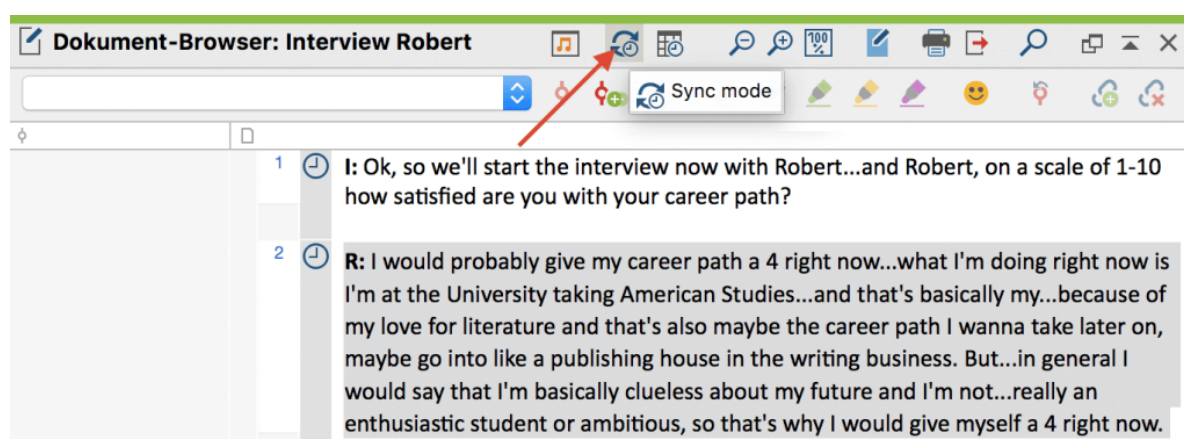 Dokument-Browser: Interview Robert
100 %
Sync mode
1 I: Ok, so we'll start the interview now with Robert...and Robert, on a scale of 1-10
how satisfied are you with your career path?
2 R: I would probably give my career path a 4 right now...what I'm doing right now is
I'm at the University taking American Studies...and that's basically my...because of
my love for literature and that's also maybe the career path I wanna take later on,
maybe go into like a publishing house in the writing business. But...in general I
would say that I'm basically clueless about my future and I'm not...really an
enthusiastic student or ambitious, so that's why I would give myself a 4 right now.